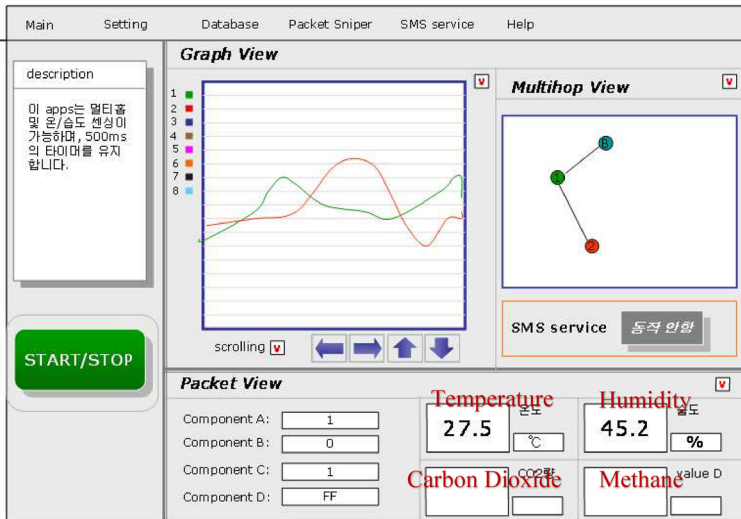 Main Setting Database Packet Sniper SMS service Help
description
이 apps는 멀티홉
및 온/습도 센싱이
가능하며, 500ms
의 타이머를 유지
합니다.
START/STOP
Graph View
v
1
2
3
4
5
6
7
8
scrolling v
Multihop View
v
B
1
2
SMS service 동작 안함
Packet View
v
Component A: 1
Component B: 0
Component C: 1
Component D: FF
Temperature
온도
27.5
℃
Humidity
습도
45.2
%
Carbon Dioxide
CO2량
Methane
value D